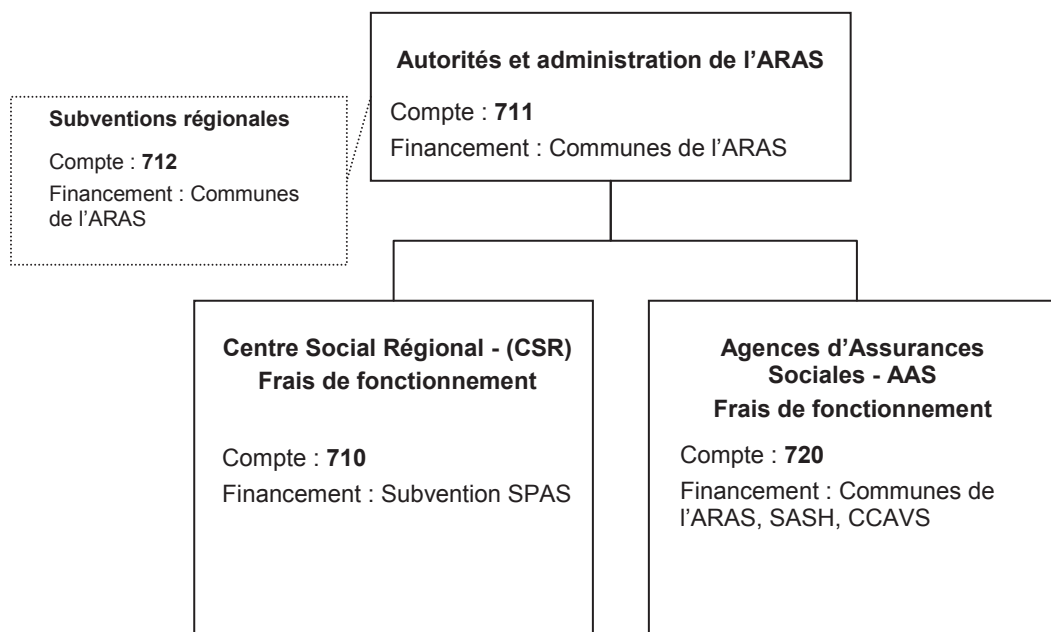 Autorités et administration de l’ARAS
Compte : 711
Financement : Communes de l’ARAS
Subventions régionales
Compte : 712
Financement : Communes
de l’ARAS
Centre Social Régional - (CSR)
Frais de fonctionnement
Compte : 710
Financement : Subvention SPAS
Agences d’Assurances
Sociales - AAS
Frais de fonctionnement
Compte : 720
Financement : Communes de
l’ARAS, SASH, CCAVS